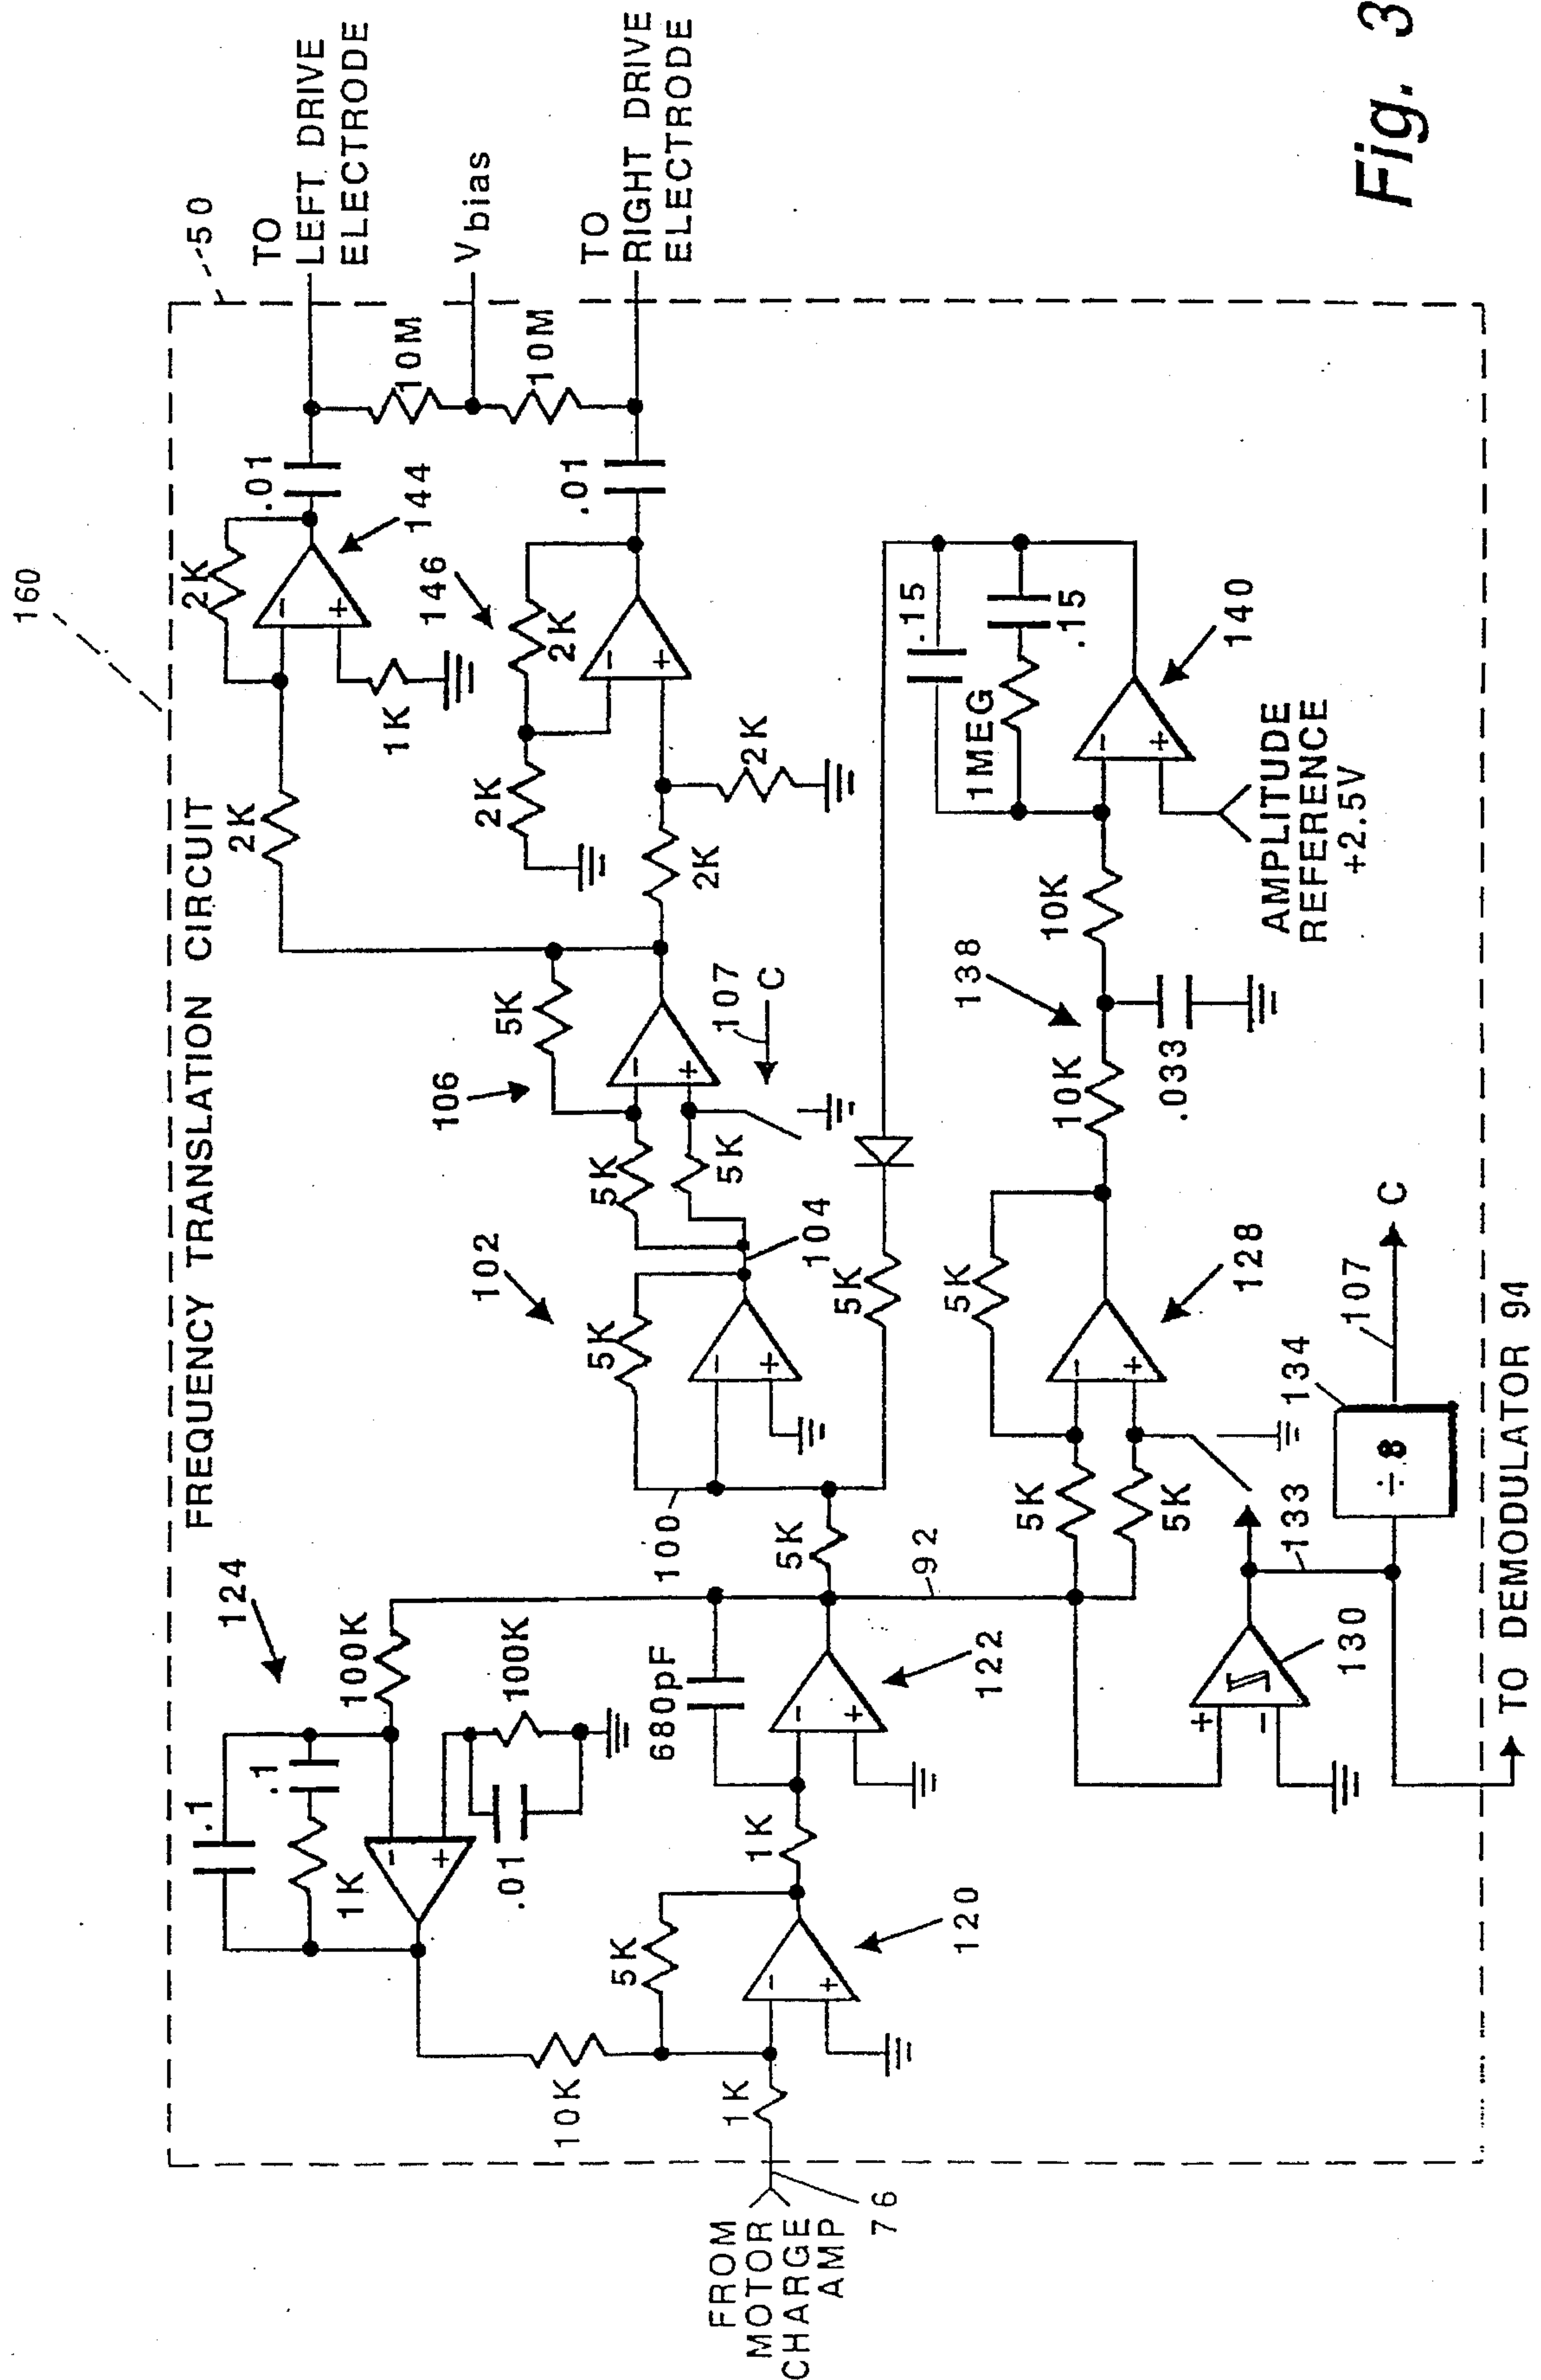 160
50
FREQUENCY TRANSLATION CIRCUIT
TO
LEFT DRIVE
ELECTRODE
Vbias
TO
RIGHT DRIVE
ELECTRODE
124
.1
.1
1K
100K
100K
.01
2K
2K
-
+
1K
144
.01
10M
10M
146
2K
2K
2K
2K
-
+
.01
106
5K
5K
5K
-
+
107
C
102
5K
-
+
104
100
5K
5K
680pF
-
+
122
92
1K
5K
-
+
120
10K
1K
FROM
MOTOR
CHARGE
AMP
76
-
+
.15
.15
1MEG
-
+
140
AMPLITUDE
REFERENCE
+2.5V
10K
138
10K
.033
5K
-
+
128
5K
5K
133
134
÷8
107
C
+
-
130
TO DEMODULATOR 94
Fig. 3